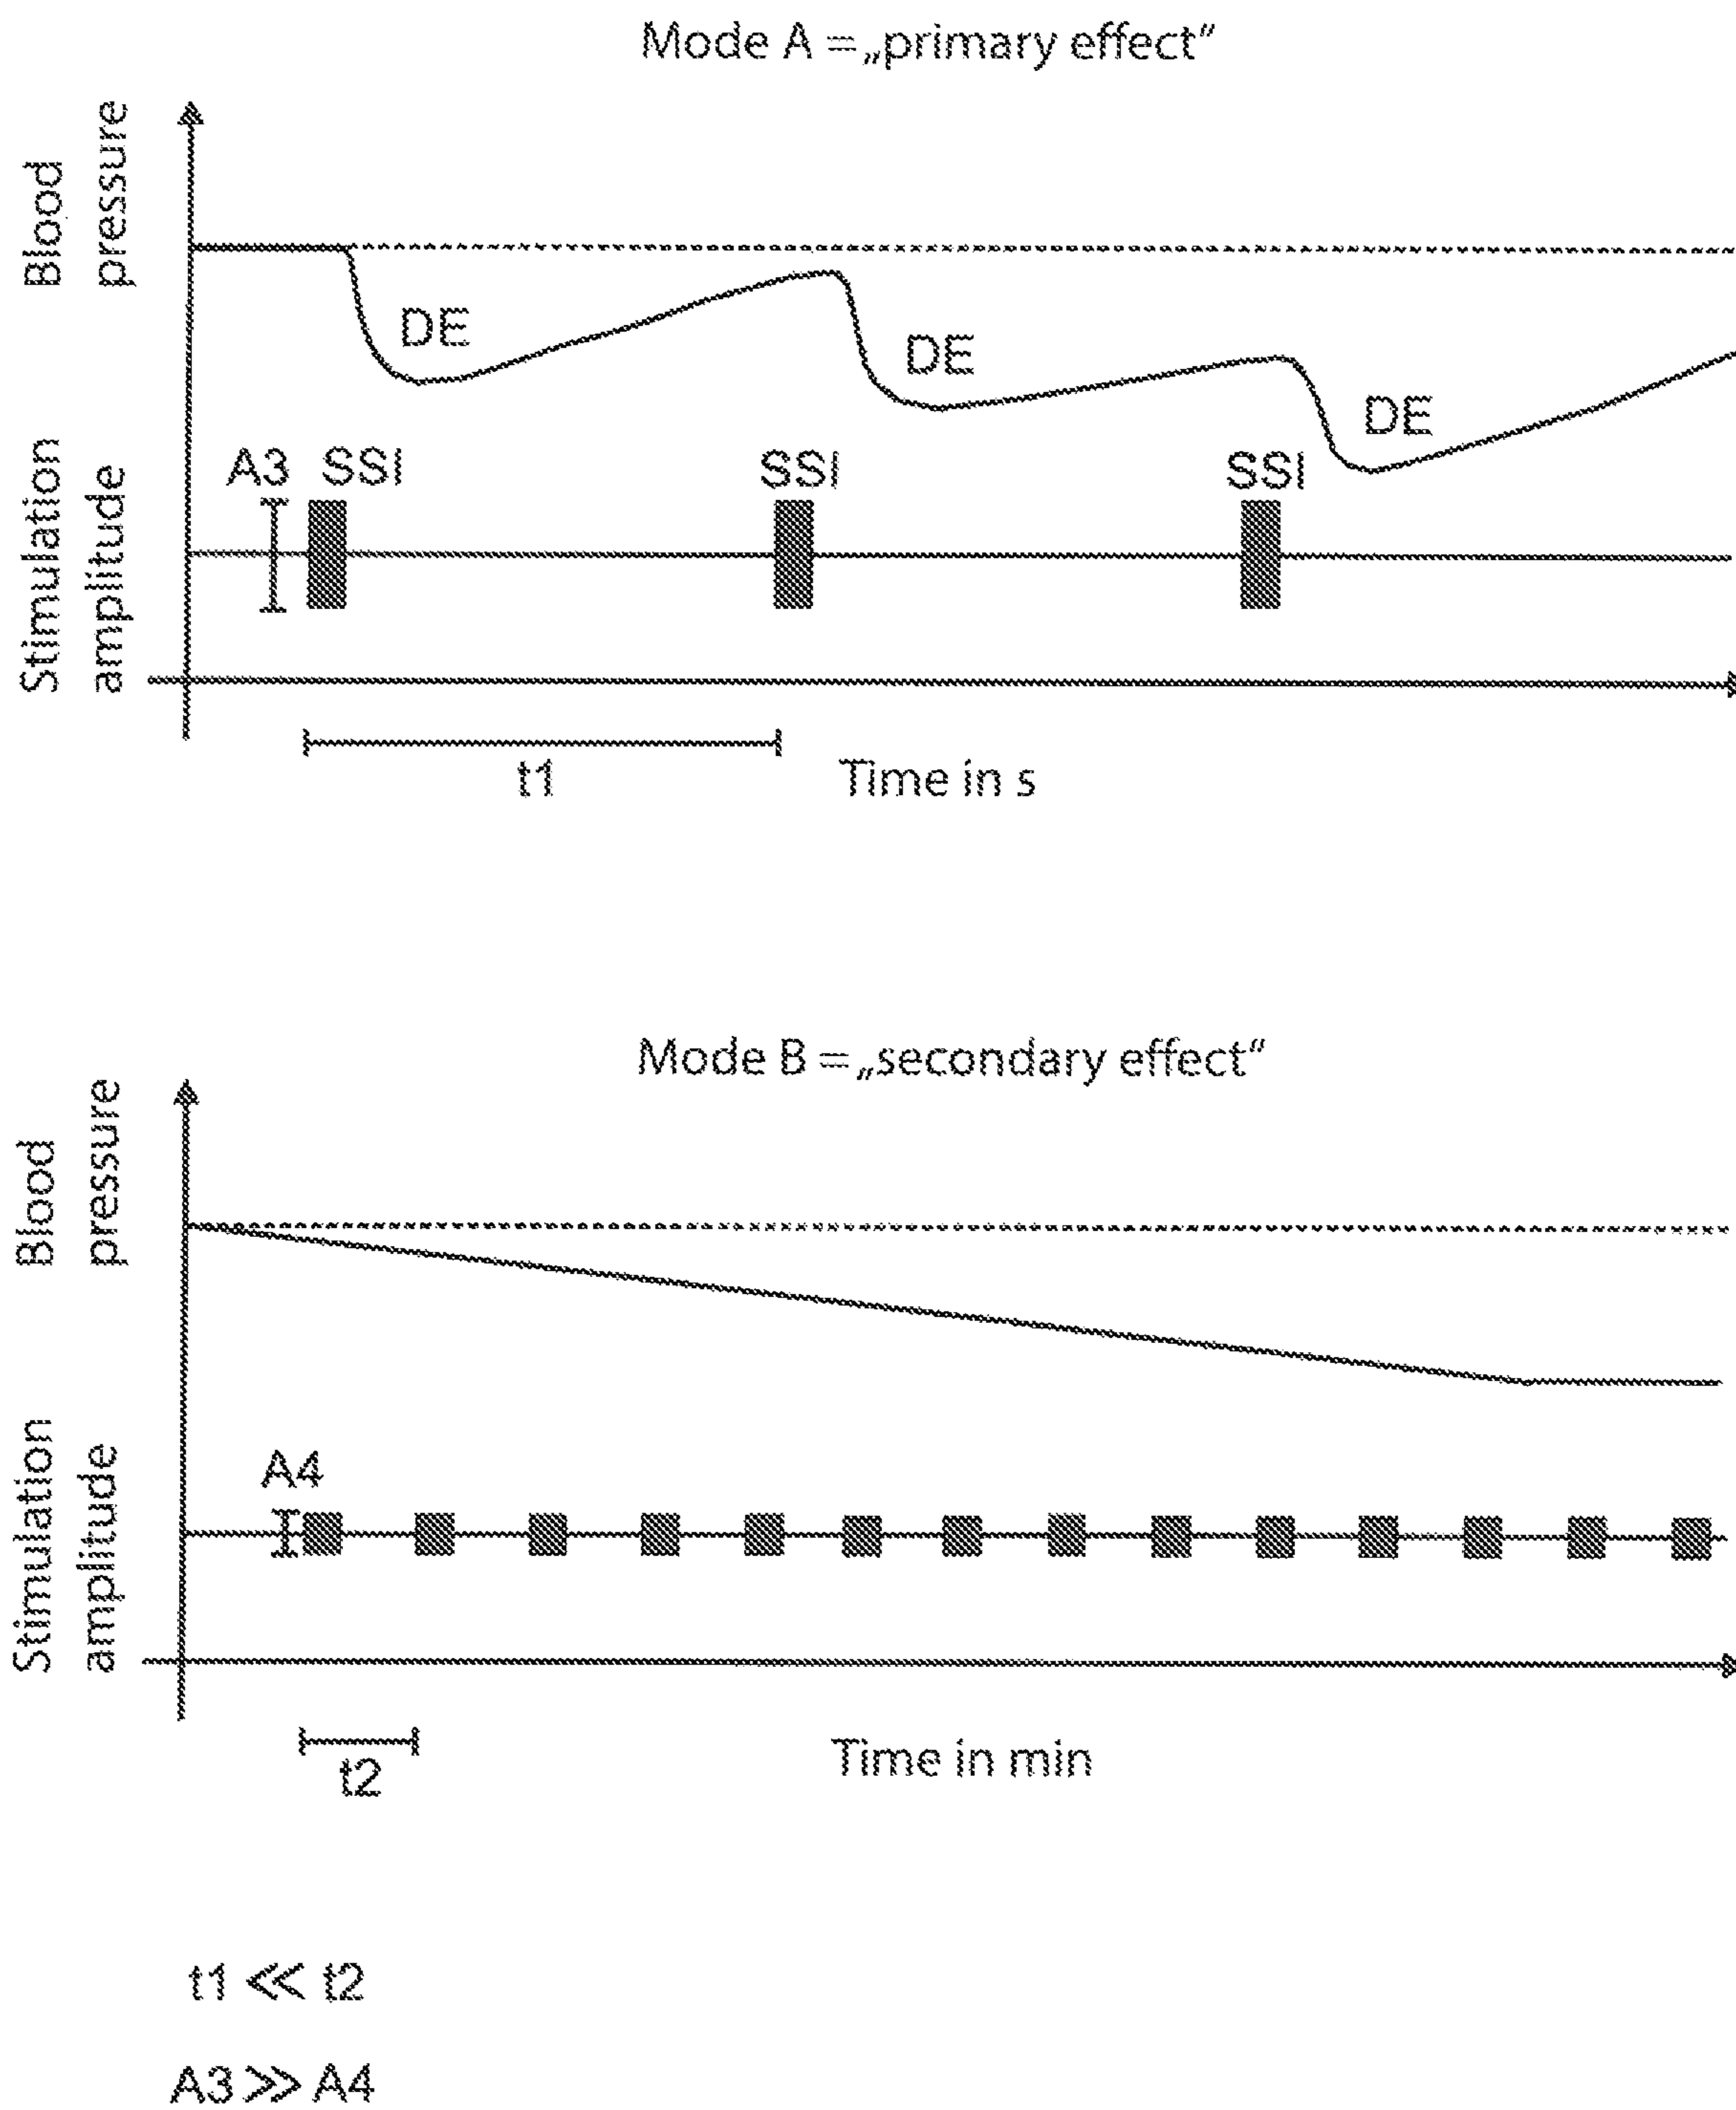 Mode A = „primary effect“
Blood
pressure
DE
DE
DE
Stimulation
amplitude
A3 SSI
SSI
SSI
t1
Time in s
Mode B = „secondary effect“
Blood
pressure
Stimulation
amplitude
A4
t2
Time in min
t1 << t2
A3 >> A4